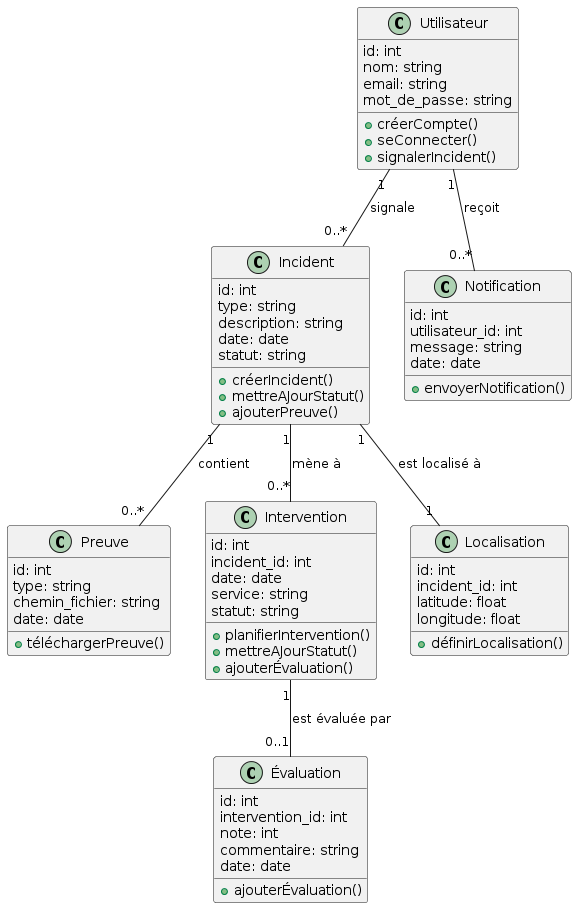 C Utilisateur
id: int
nom: string
email: string
mot_de_passe: string
créerCompte()
seConnecter()
signalerIncident()
1
1
signale
reçoit
0..*
0..*
C Incident
id: int
type: string
description: string
date: date
statut: string
créerIncident()
mettreAJourStatut()
ajouterPreuve()
C Notification
id: int
utilisateur_id: int
message: string
date: date
envoyerNotification()
1
1
1
contient
mène à
est localisé à
0..*
0..*
1
C Preuve
id: int
type: string
chemin_fichier: string
date: date
téléchargerPreuve()
C Intervention
id: int
incident_id: int
date: date
service: string
statut: string
planifierIntervention()
mettreAJourStatut()
ajouterÉvaluation()
C Localisation
id: int
incident_id: int
latitude: float
longitude: float
définirLocalisation()
1
est évaluée par
0..1
C Évaluation
id: int
intervention_id: int
note: int
commentaire: string
date: date
ajouterÉvaluation()